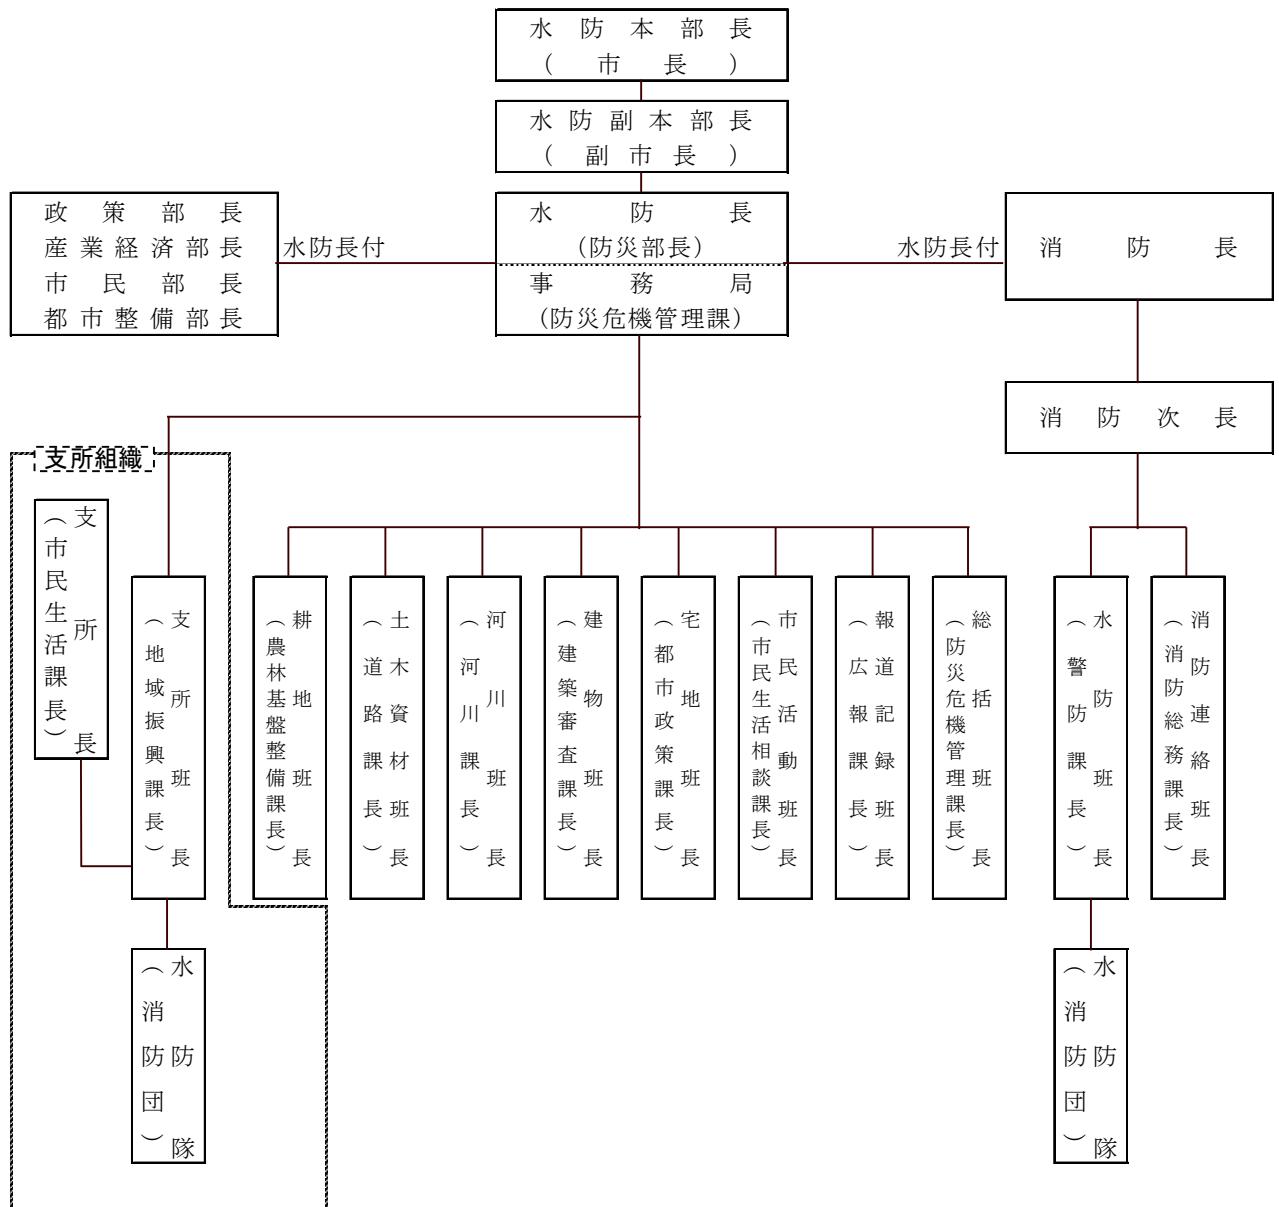 水防本部長
(市長)
水防副本部長
(副市長)
政策部長
産業経済部長
市民部長
都市整備部長
水防長付
水防長
(防災部長)
事務局
(防災危機管理課)
水防長付
消防長
消防次長
支所組織
支所長
(市民生活課長)
支所班長
(地域振興課長)
耕地班長
(農林基盤整備課長)
土木資材班長
(道路課長)
河川班長
(河川課長)
建物班長
(建築審査課長)
宅地班長
(都市政策課長)
市民活動班長
(市民生活相談課長)
報道記録班長
(広報課長)
総括班長
(防災危機管理課長)
水防班長
(警防課長)
消防連絡班長
(消防総務課長)
水防隊
(消防団)
水防隊
(消防団)